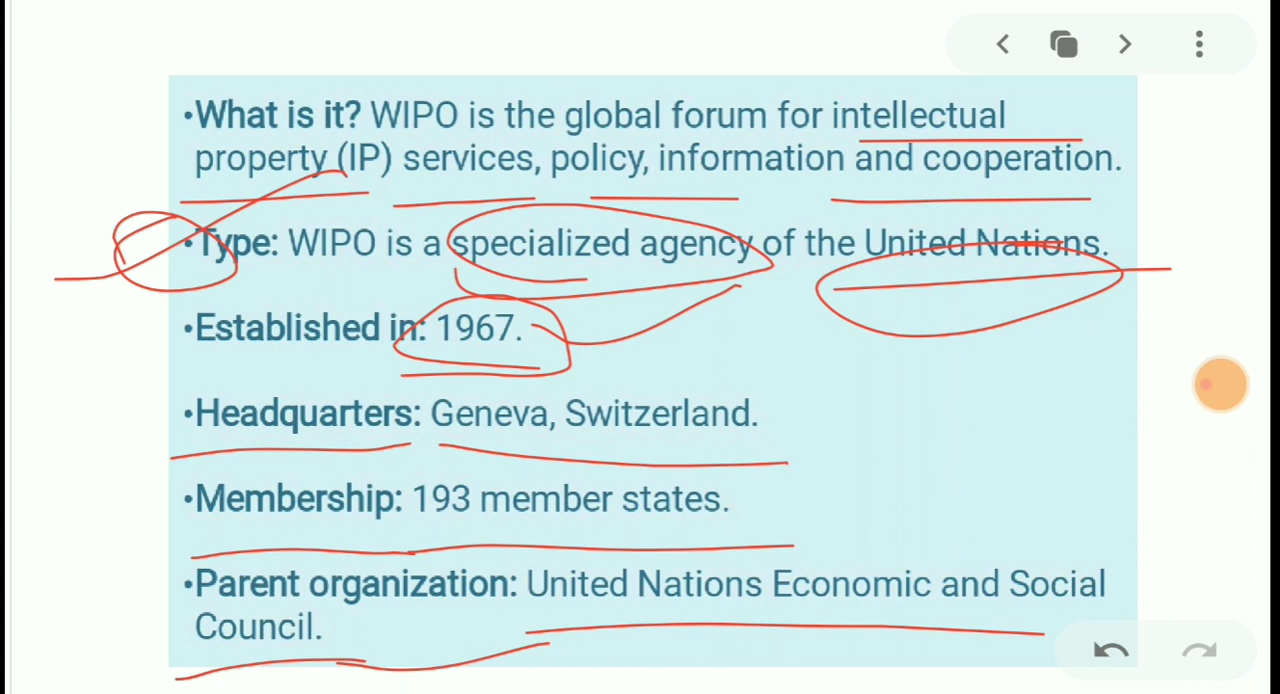 •What is it? WIPO is the global forum for intellectual
property (IP) services, policy, information and cooperation.
•Type: WIPO is a specialized agency of the United Nations.
•Established in: 1967.
•Headquarters: Geneva, Switzerland.
•Membership: 193 member states.
•Parent organization: United Nations Economic and Social
Council.